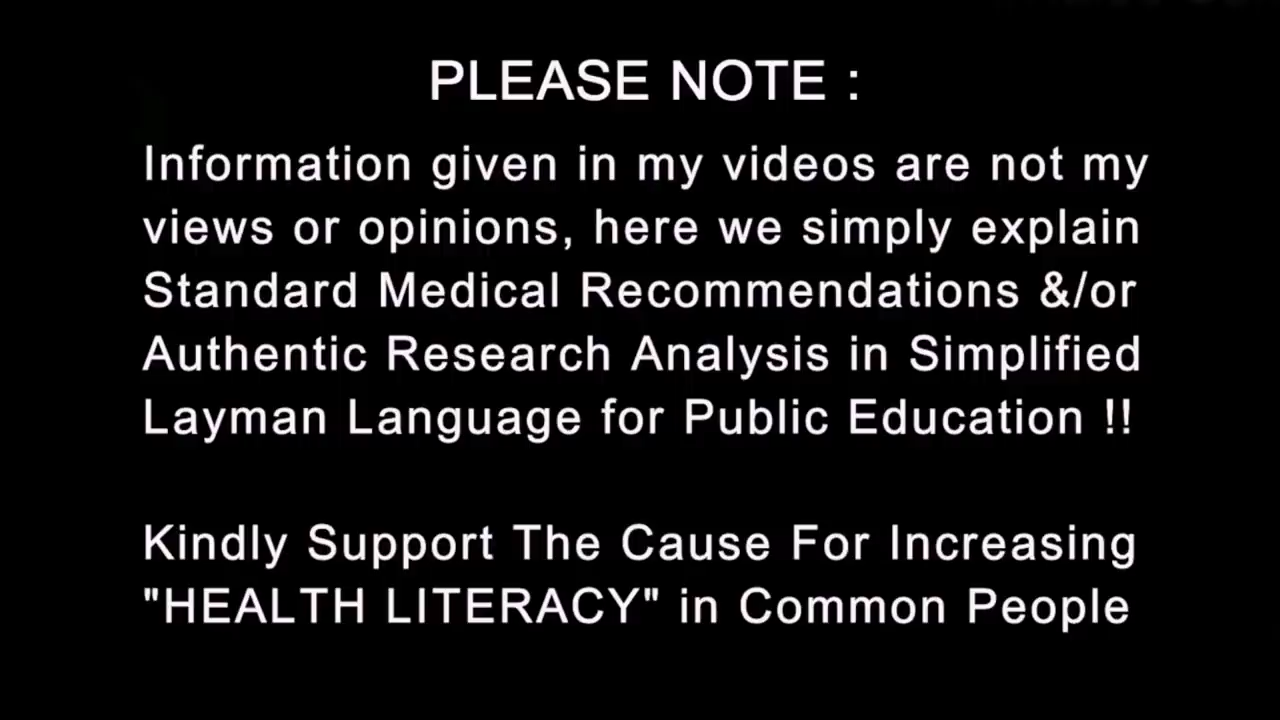 PLEASE NOTE :
Information given in my videos are not my
views or opinions, here we simply explain
Standard Medical Recommendations &/or
Authentic Research Analysis in Simplified
Layman Language for Public Education !!
Kindly Support The Cause For Increasing
"HEALTH LITERACY" in Common People